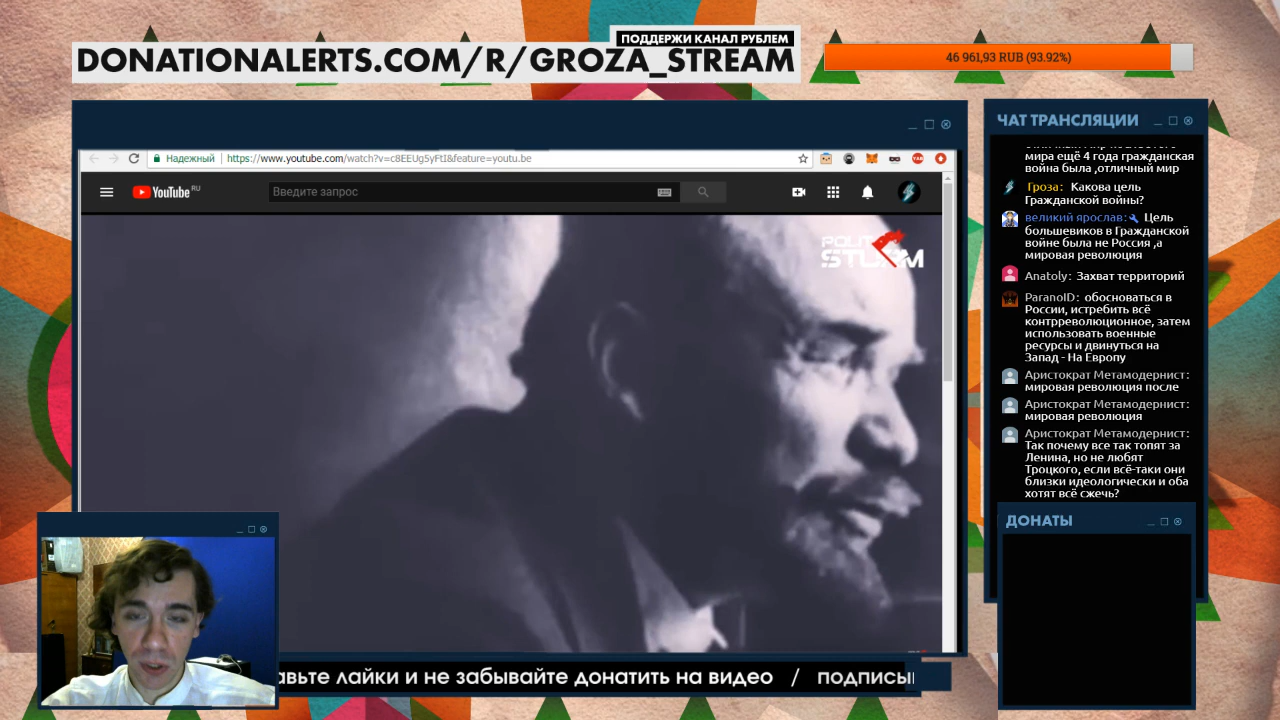 ПОДДЕРЖИ КАНАЛ РУБЛЕМ
DONATIONALERTS.COM/R/GROZA_STREAM
46 961,93 RUB (93.92%)
ЧАТ ТРАНСЛЯЦИИ
Надежный
https://www.youtube.com/watch?v=c8EEUg5yFtI&feature=youtu.be
YouTube RU
Введите запрос
POLIT
STURM
мира ещё 4 года гражданская
война была ,отличный мир
Гроза: Какова цель
Гражданской войны?
великий ярослав: Цель
большевиков в Гражданской
войне была не Россия ,а
мировая революция
Anatoly: Захват территорий
ParanoID: обосноваться в
России, истребить всё
контрреволюционное, затем
использовать военные
ресурсы и двинуться на
Запад - На Европу
Аристократ Метамодернист:
мировая революция после
Аристократ Метамодернист:
мировая революция
Аристократ Метамодернист:
Так почему все так топят за
Ленина, но не любят
Троцкого, если всё-таки они
близки идеологически и оба
хотят всё сжечь?
ДОНАТЫ
авьте лайки и не забывайте донатить на видео / подписы